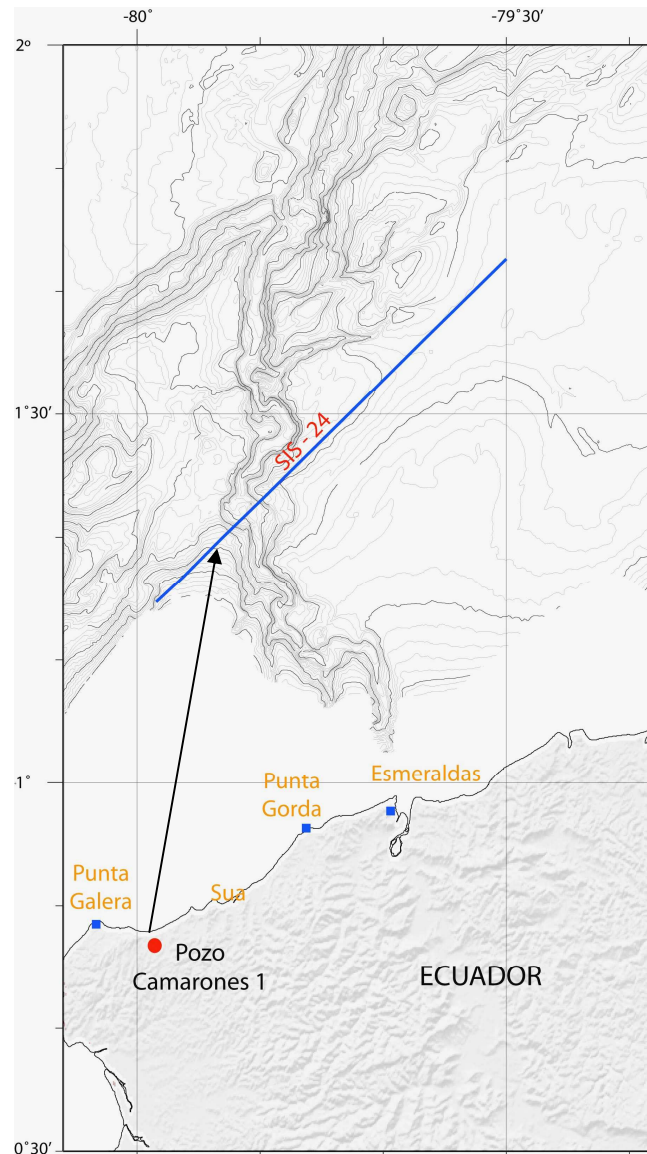 -80°
-79°30'
2°
SIS - 24
1°30'
1°
Esmeraldas
Punta
Gorda
Punta
Galera
Sua
Pozo
Camarones 1
ECUADOR
0°30'